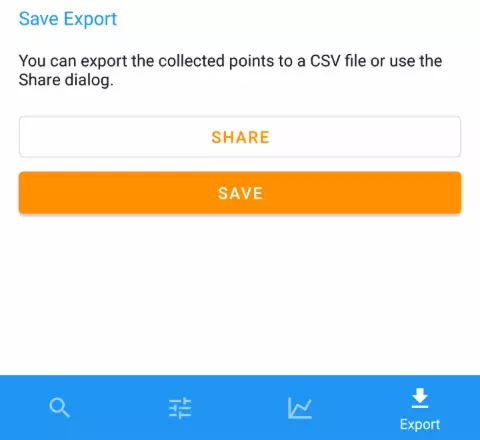 Save Export
You can export the collected points to a CSV file or use the
Share dialog.
SHARE
SAVE
Export